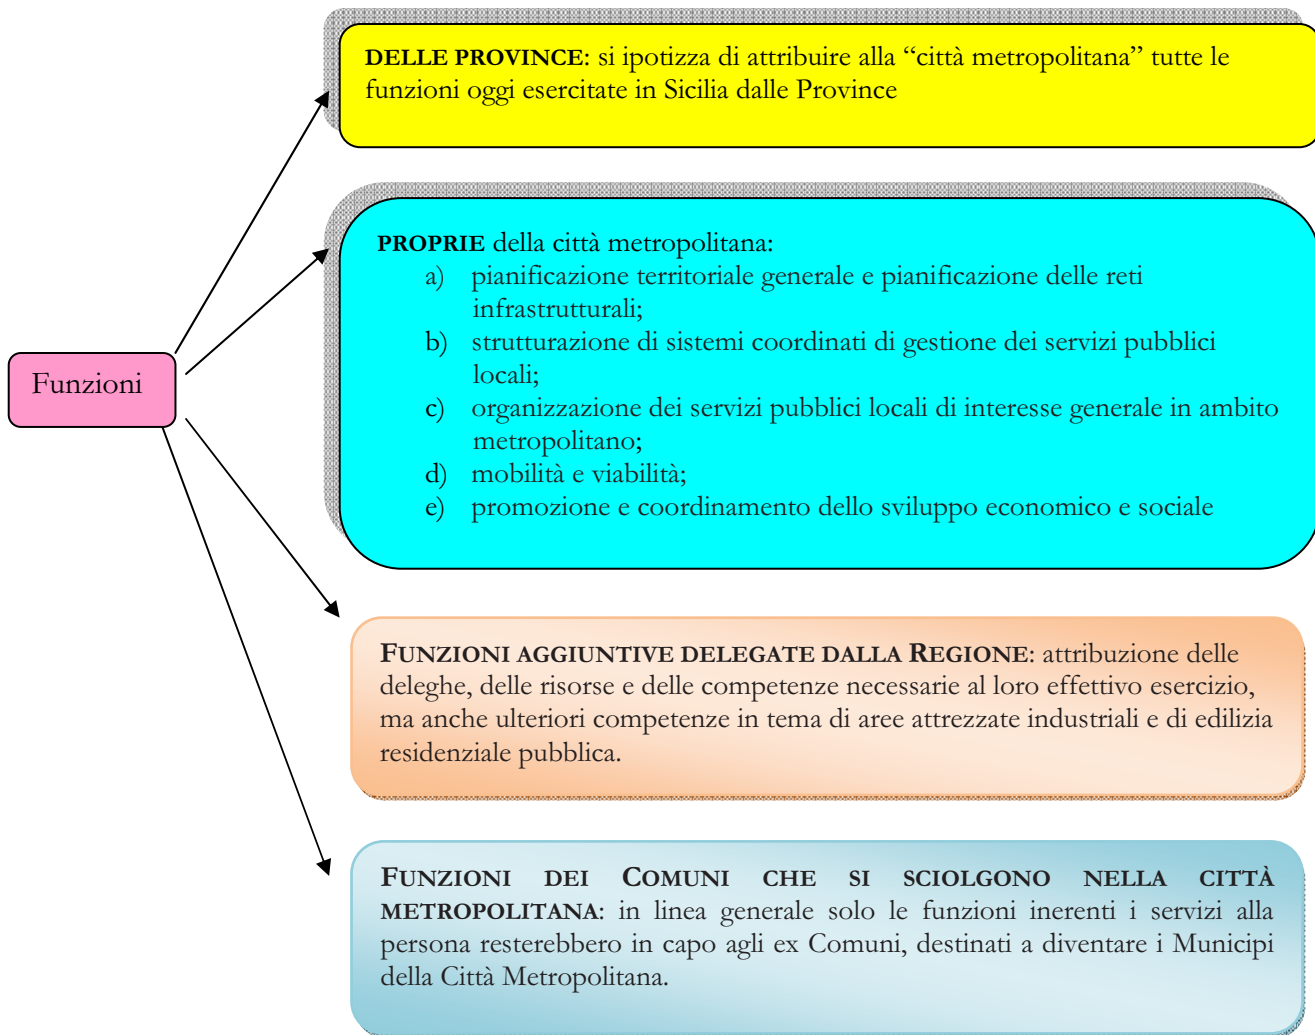 DELLE PROVINCE: si ipotizza di attribuire alla “città metropolitana” tutte le
funzioni oggi esercitate in Sicilia dalle Province
PROPRIE della città metropolitana:
a) pianificazione territoriale generale e pianificazione delle reti
infrastrutturali;
b) strutturazione di sistemi coordinati di gestione dei servizi pubblici
locali;
c) organizzazione dei servizi pubblici locali di interesse generale in ambito
metropolitano;
d) mobilità e viabilità;
e) promozione e coordinamento dello sviluppo economico e sociale
Funzioni
FUNZIONI AGGIUNTIVE DELEGATE DALLA REGIONE: attribuzione delle
deleghe, delle risorse e delle competenze necessarie al loro effettivo esercizio,
ma anche ulteriori competenze in tema di aree attrezzate industriali e di edilizia
residenziale pubblica.
FUNZIONI DEI COMUNI CHE SI SCIOLGONO NELLA CITTÀ
METROPOLITANA: in linea generale solo le funzioni inerenti i servizi alla
persona resterebbero in capo agli ex Comuni, destinati a diventare i Municipi
della Città Metropolitana.